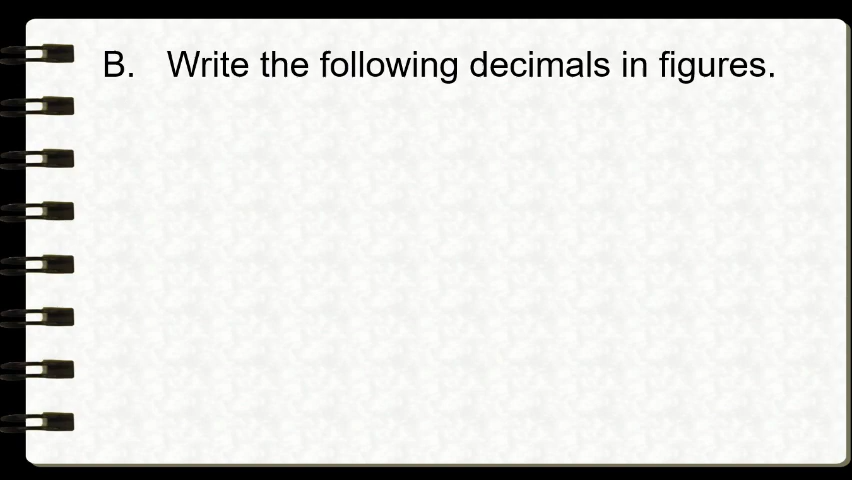 B. Write the following decimals in figures.